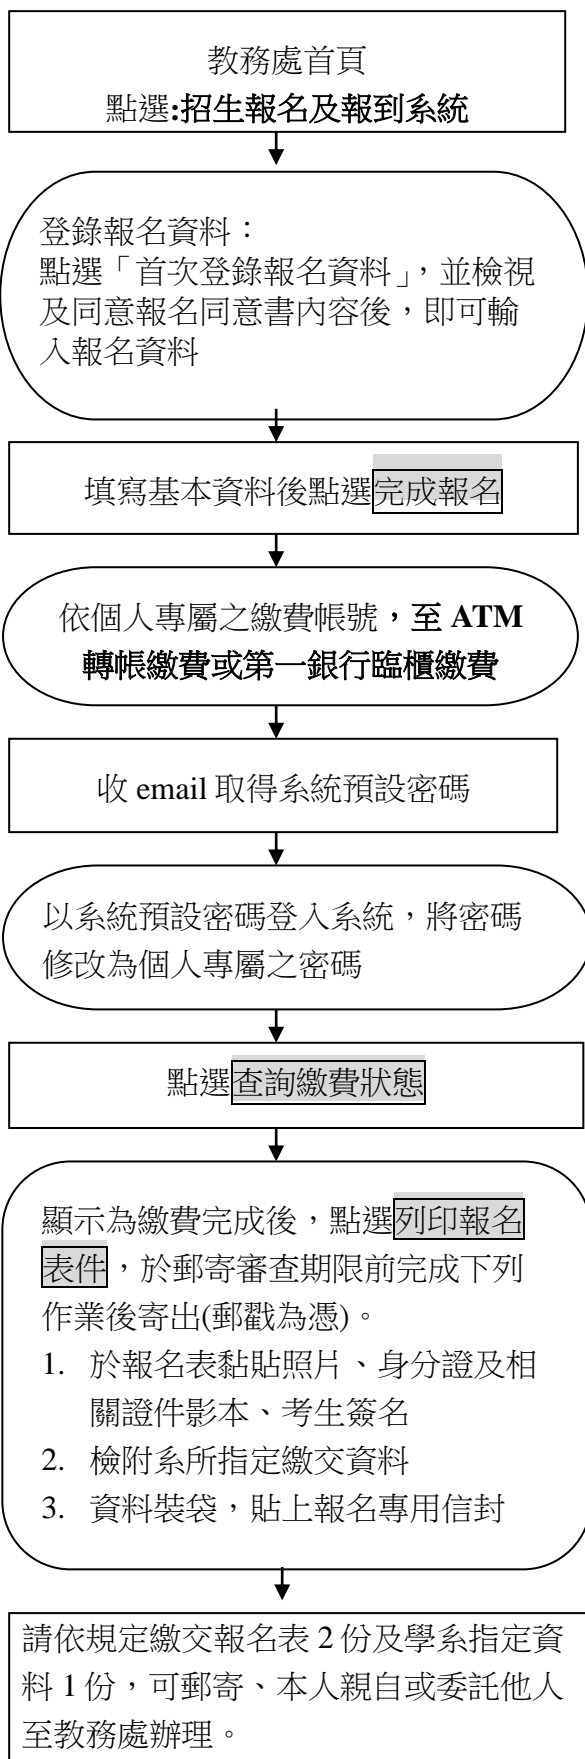 教務處首頁
點選:招生報名及報到系統
登錄報名資料：
點選「首次登錄報名資料」，並檢視
及同意報名同意書內容後，即可輸
入報名資料
填寫基本資料後點選完成報名
依個人專屬之繳費帳號，至 ATM
轉帳繳費或第一銀行臨櫃繳費
收 email 取得系統預設密碼
以系統預設密碼登入系統，將密碼
修改為個人專屬之密碼
點選查詢繳費狀態
顯示為繳費完成後，點選列印報名
表件，於郵寄審查期限前完成下列
作業後寄出(郵戳為憑)。
1. 於報名表黏貼照片、身分證及相
關證件影本、考生簽名
2. 檢附系所指定繳交資料
3. 資料裝袋，貼上報名專用信封
請依規定繳交報名表 2 份及學系指定資
料 1 份，可郵寄、本人親自或委託他人
至教務處辦理。